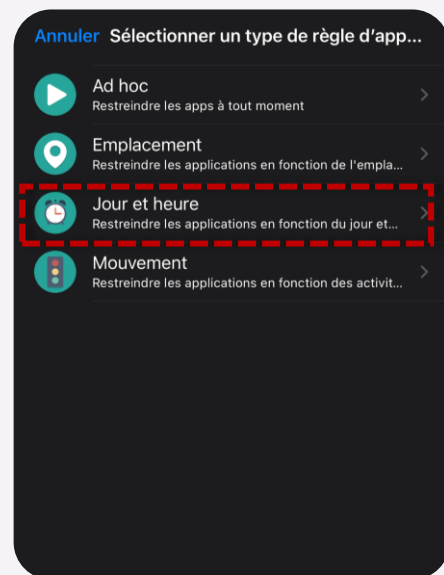 Annuler Sélectionner un type de règle d'app...
Ad hoc
Restreindre les apps à tout moment
Emplacement
Restreindre les applications en fonction de l'empla...
Jour et heure
Restreindre les applications en fonction du jour et...
Mouvement
Restreindre les applications en fonction des activit...